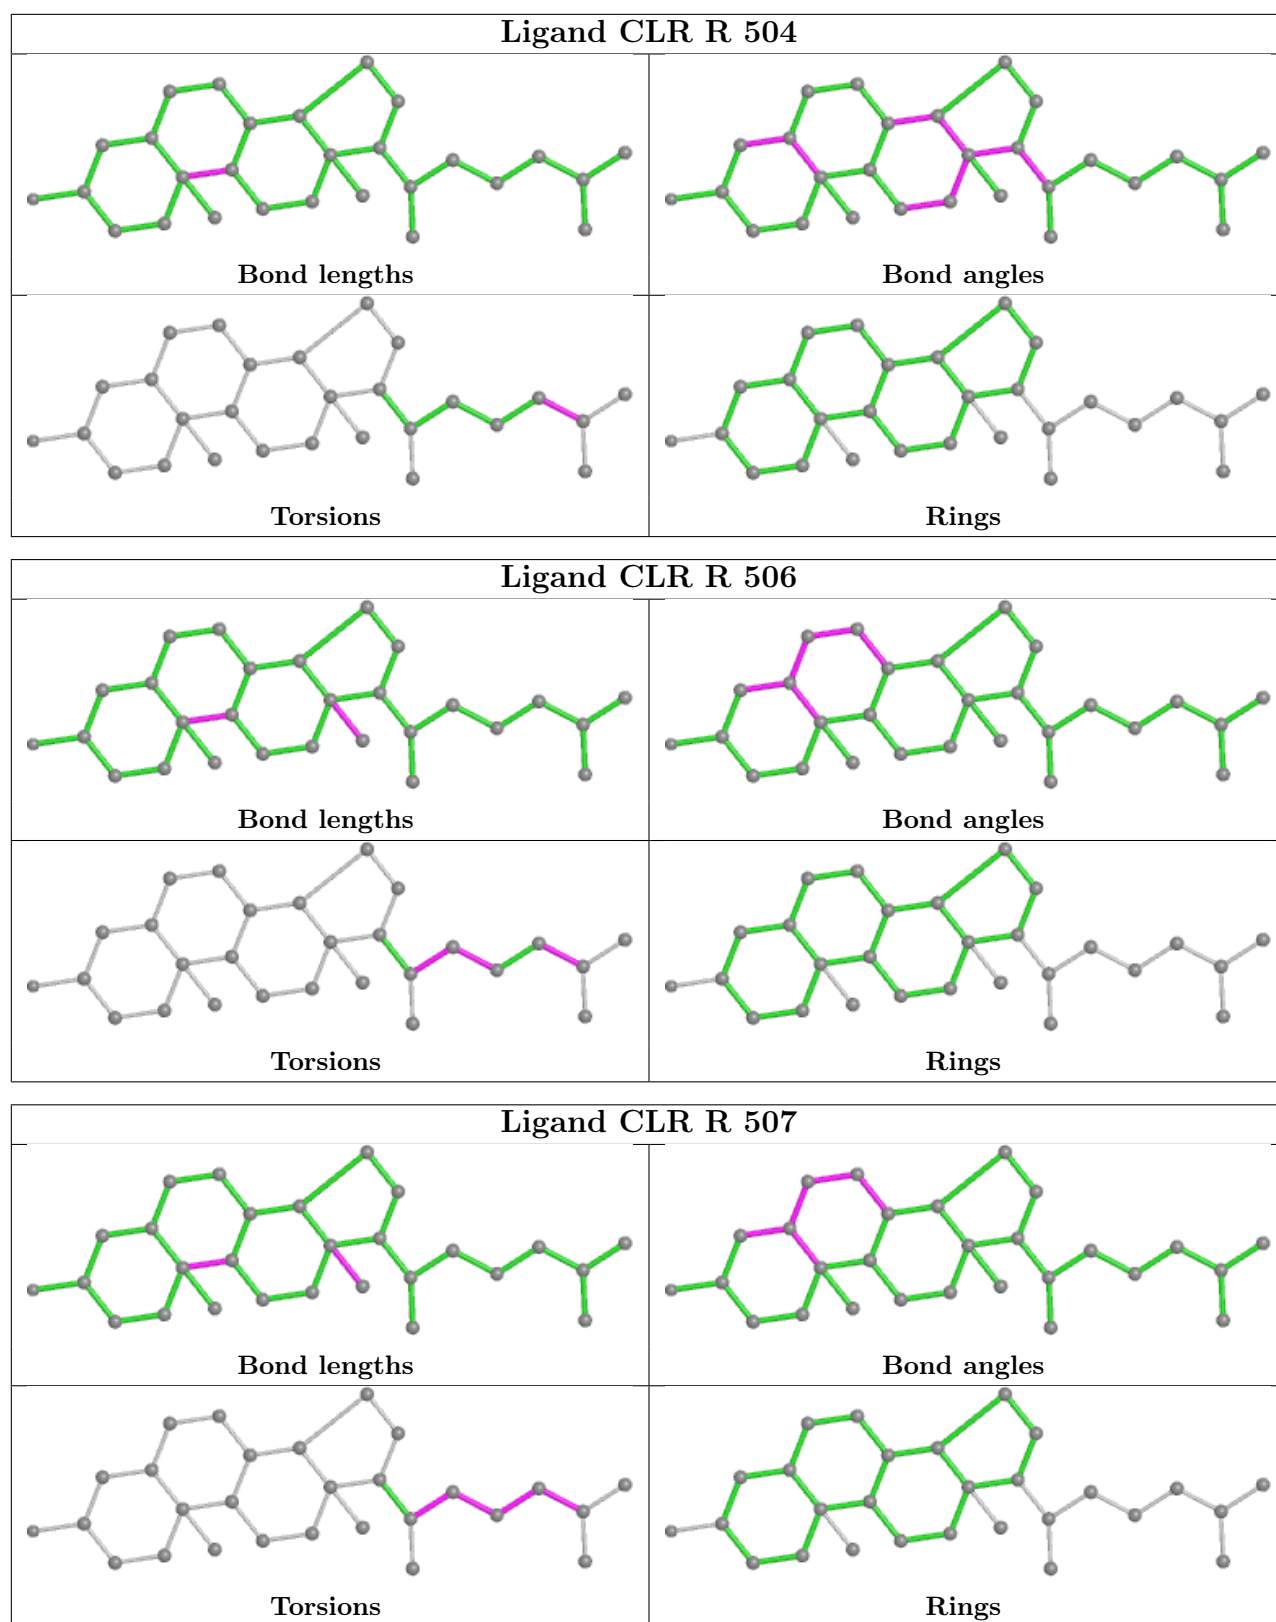 Ligand CLR R 504
Bond lengths
Bond angles
Torsions
Rings
Ligand CLR R 506
Bond lengths
Bond angles
Torsions
Rings
Ligand CLR R 507
Bond lengths
Bond angles
Torsions
Rings